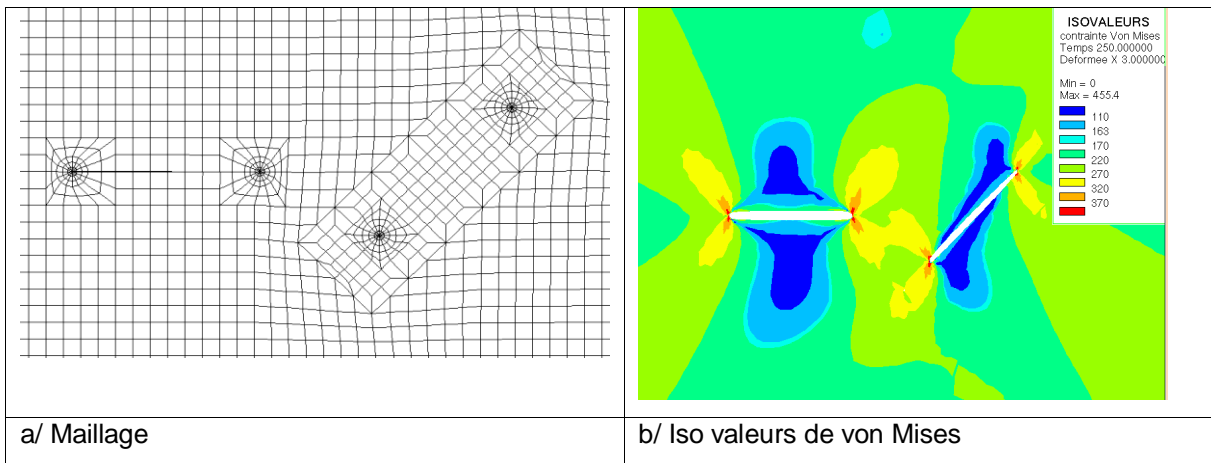 ISOVALEURS
contrainte Von Mises
Temps 250.000000
Deformee X 3.000000
Min = 0
Max = 455.4
110
163
170
220
270
320
370
a/ Maillage
b/ Iso valeurs de von Mises